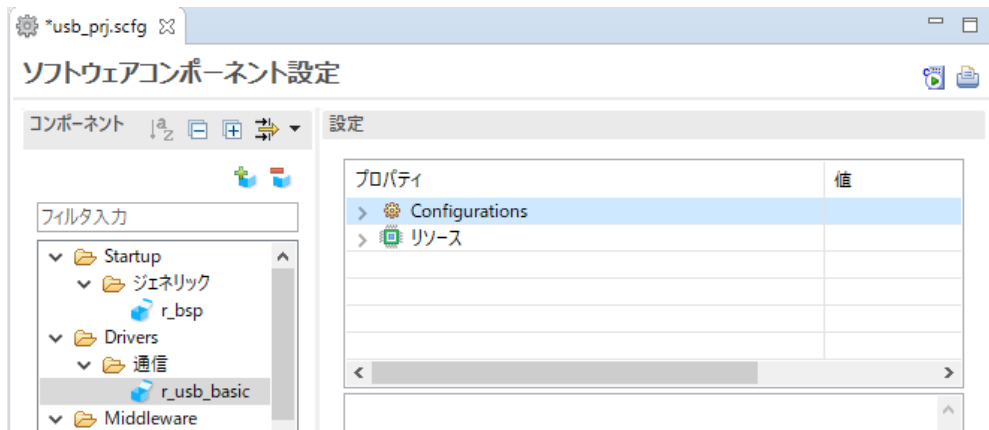 *usb_prj.scfg
ソフトウェアコンポーネント設定
コンポーネント
設定
フィルタ入力
Startup
ジェネリック
r_bsp
Drivers
通信
r_usb_basic
Middleware
プロパティ 値
Configurations
リソース